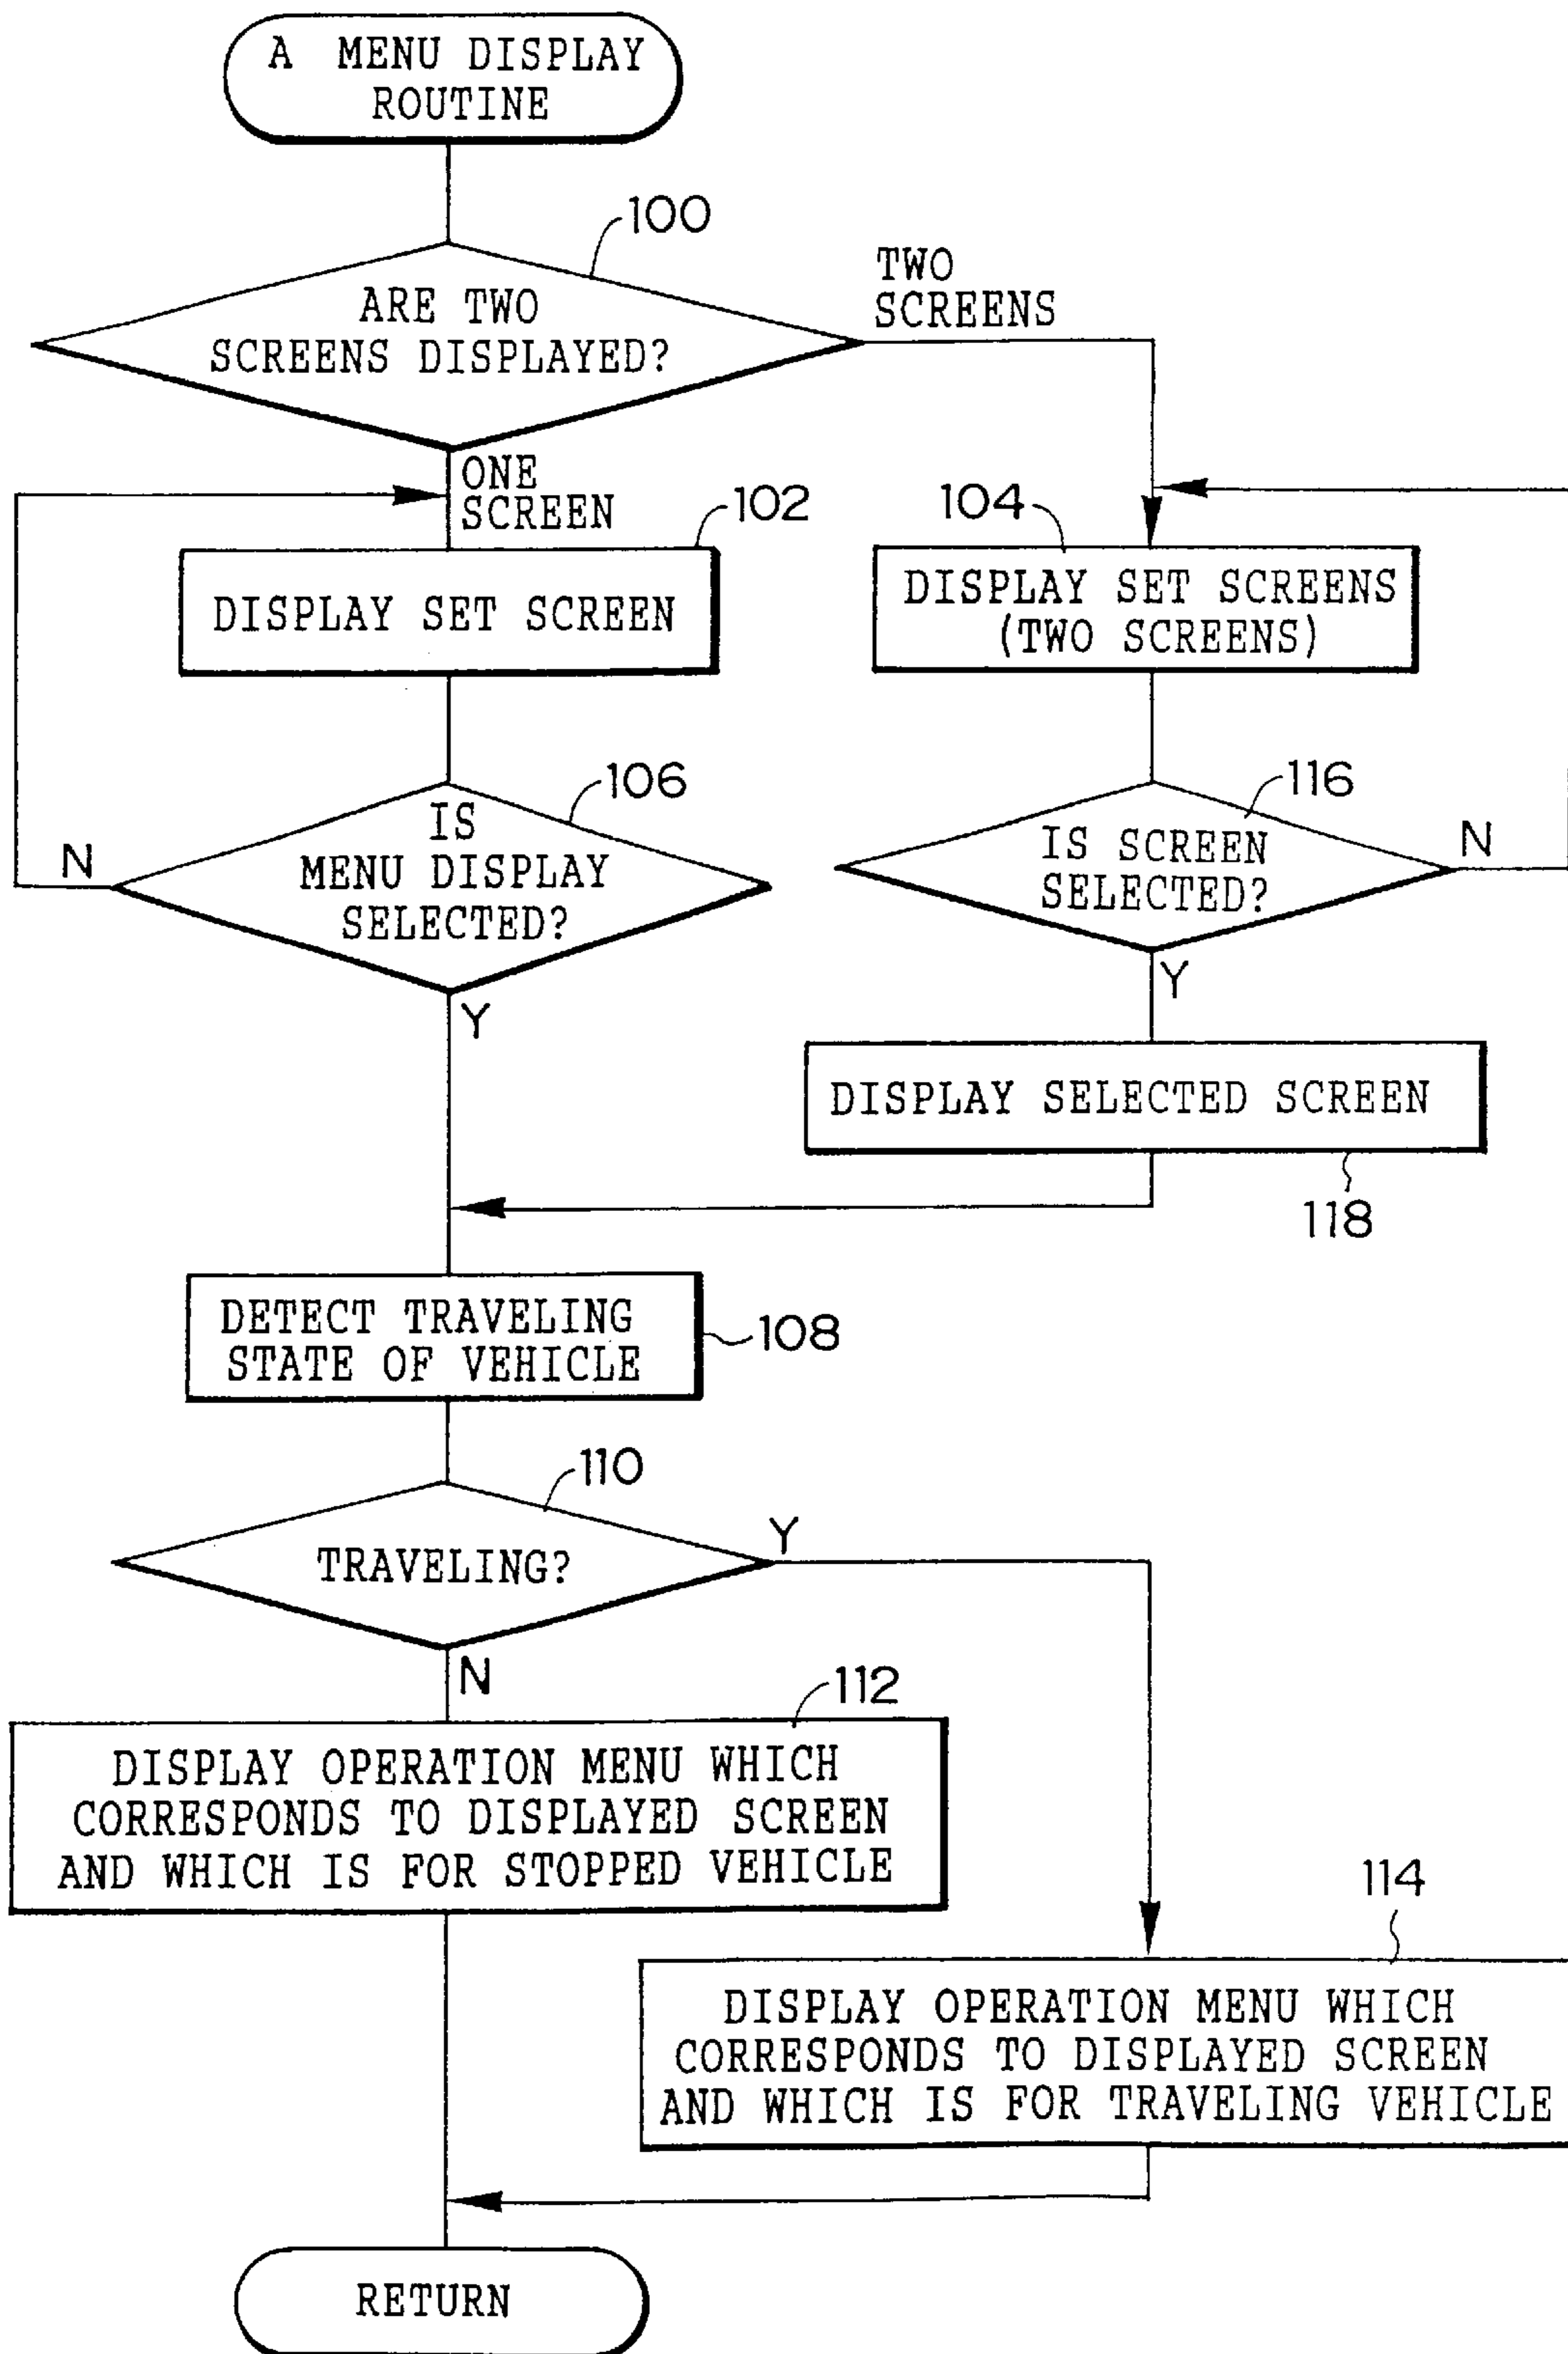 A MENU DISPLAY
ROUTINE
100
ARE TWO
SCREENS DISPLAYED?
TWO
SCREENS
ONE
SCREEN
102
DISPLAY SET SCREEN
104
DISPLAY SET SCREENS
(TWO SCREENS)
106
IS
MENU DISPLAY
SELECTED?
N
Y
116
IS SCREEN
SELECTED?
N
Y
DISPLAY SELECTED SCREEN
118
DETECT TRAVELING
STATE OF VEHICLE
108
110
TRAVELING?
Y
N
112
DISPLAY OPERATION MENU WHICH
CORRESPONDS TO DISPLAYED SCREEN
AND WHICH IS FOR STOPPED VEHICLE
114
DISPLAY OPERATION MENU WHICH
CORRESPONDS TO DISPLAYED SCREEN
AND WHICH IS FOR TRAVELING VEHICLE
RETURN